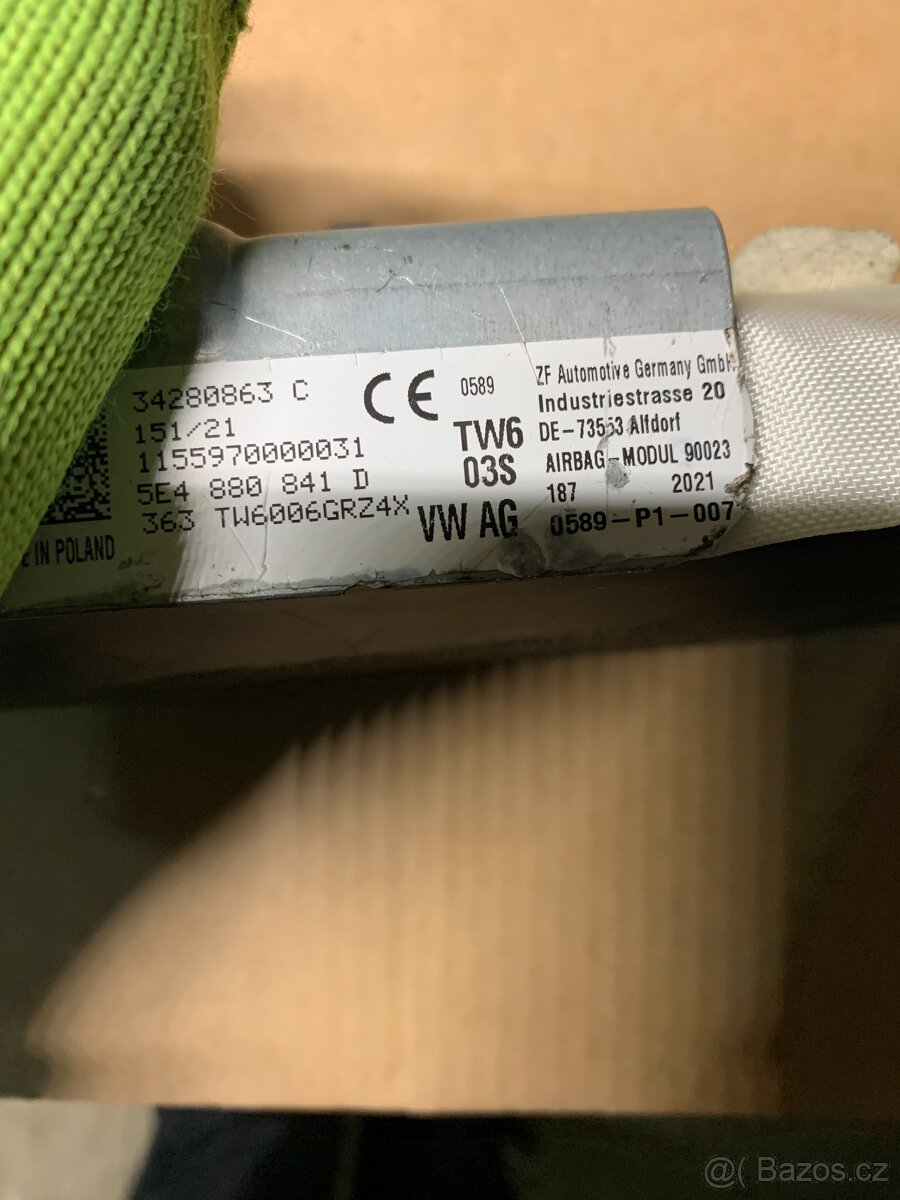 34280863 C
151/21
1155970000031
5E4 880 841 D
363 TW6006GRZ4X
E IN POLAND
CE 0589
TW6
03S
VW AG
ZF Automotive Germany GmbH
Industriestrasse 20
DE-73553 Alfdorf
AIRBAG-MODUL 90023
187 2021
0589-P1-007
@( Bazos.cz